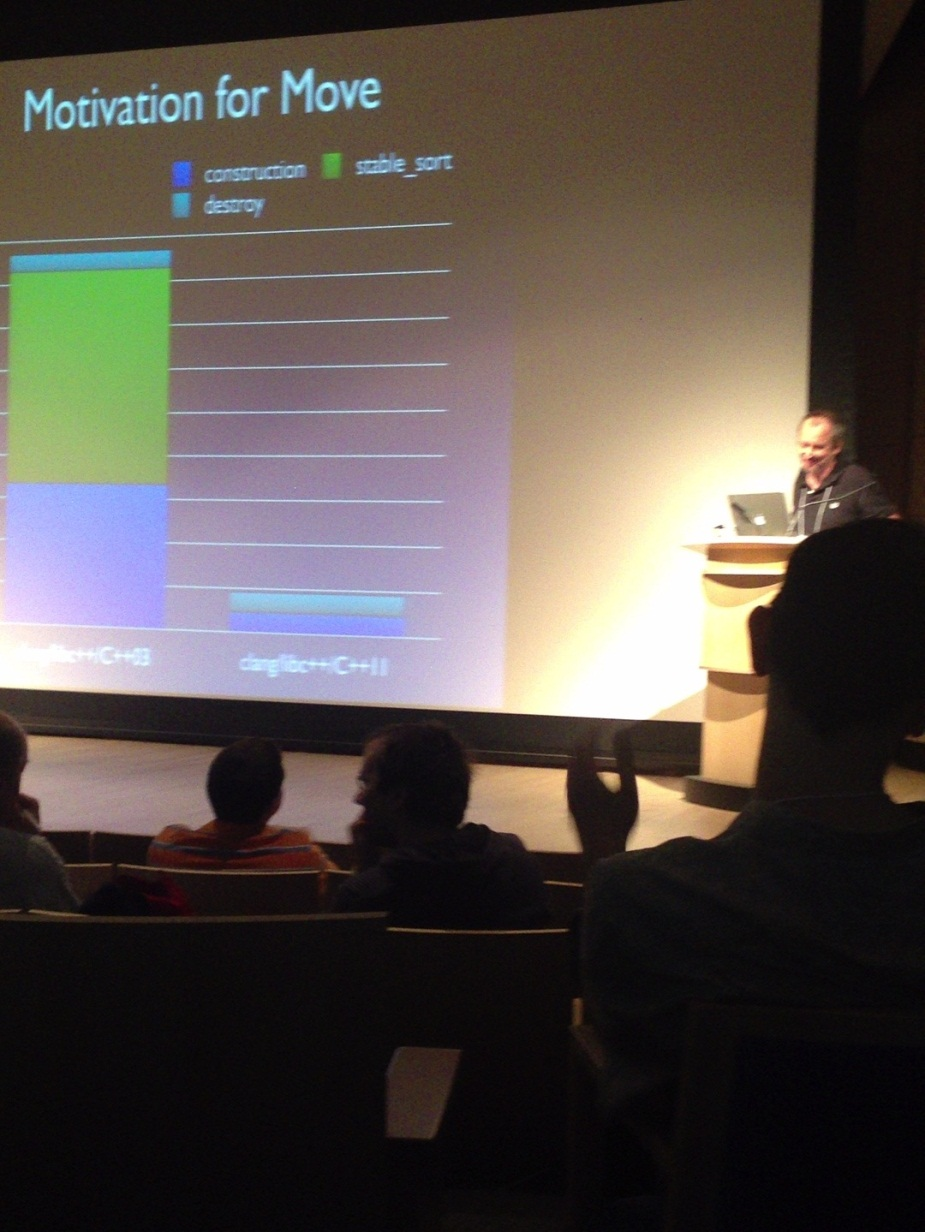 Motivation for Move
construction stable_sort
destroy
clang/libc++/C++03 clang/libc++/C++11